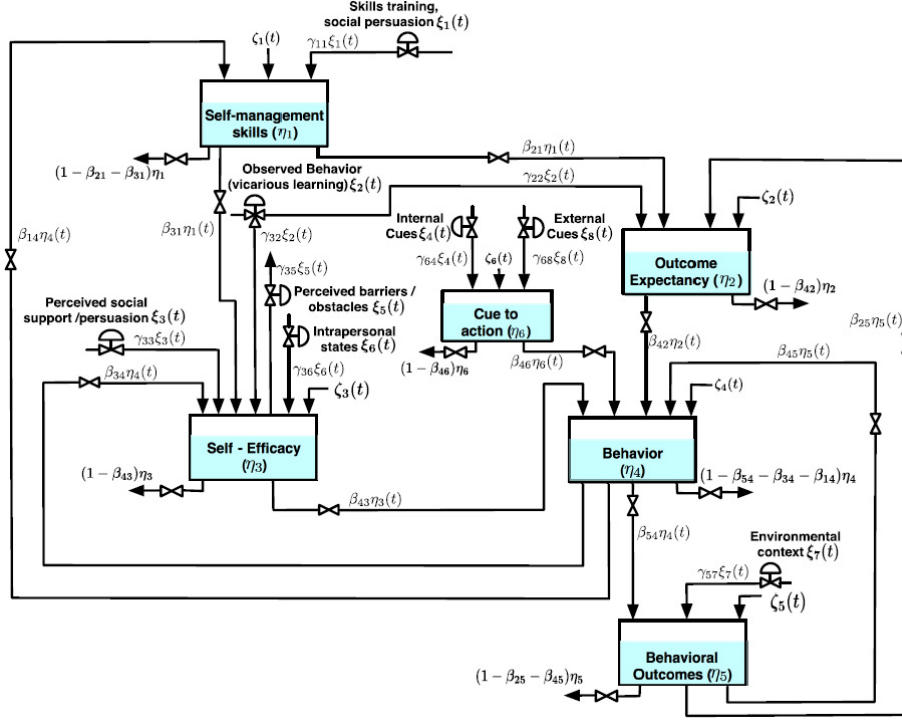 Skills training,
social persuasion ξ₁(t)
ζ₁(t)
γ₁₁ξ₁(t)
Self-management
skills (η₁)
(1 − β₂₁ − β₃₁)η₁
β₂₁η₁(t)
Observed Behavior
(vicarious learning) ξ₂(t)
γ₂₂ξ₂(t)
ζ₂(t)
β₁₄η₄(t)
β₃₁η₁(t)
γ₃₂ξ₂(t)
Internal
Cues ξ₄(t)
External
Cues ξ₈(t)
γ₃₅ξ₅(t)
γ₆₄ξ₄(t)
ζ₆(t)
γ₆₈ξ₈(t)
Outcome
Expectancy (η₂)
(1 − β₄₂)η₂
Perceived social
support /persuasion ξ₃(t)
Perceived barriers /
obstacles ξ₅(t)
Cue to
action (η₆)
β₂₅η₅(t)
γ₃₃ξ₃(t)
Intrapersonal
states ξ₆(t)
(1 − β₄₆)η₆
β₄₆η₆(t)
β₄₂η₂(t)
β₄₅η₅(t)
β₃₄η₄(t)
γ₃₆ξ₆(t)
ζ₃(t)
ζ₄(t)
Self - Efficacy
(η₃)
Behavior
(η₄)
(1 − β₄₃)η₃
(1 − β₅₄ − β₃₄ − β₁₄)η₄
β₄₃η₃(t)
β₅₄η₄(t)
Environmental
context ξ₇(t)
γ₅₇ξ₇(t)
ζ₅(t)
Behavioral
Outcomes (η₅)
(1 − β₂₅ − β₄₅)η₅